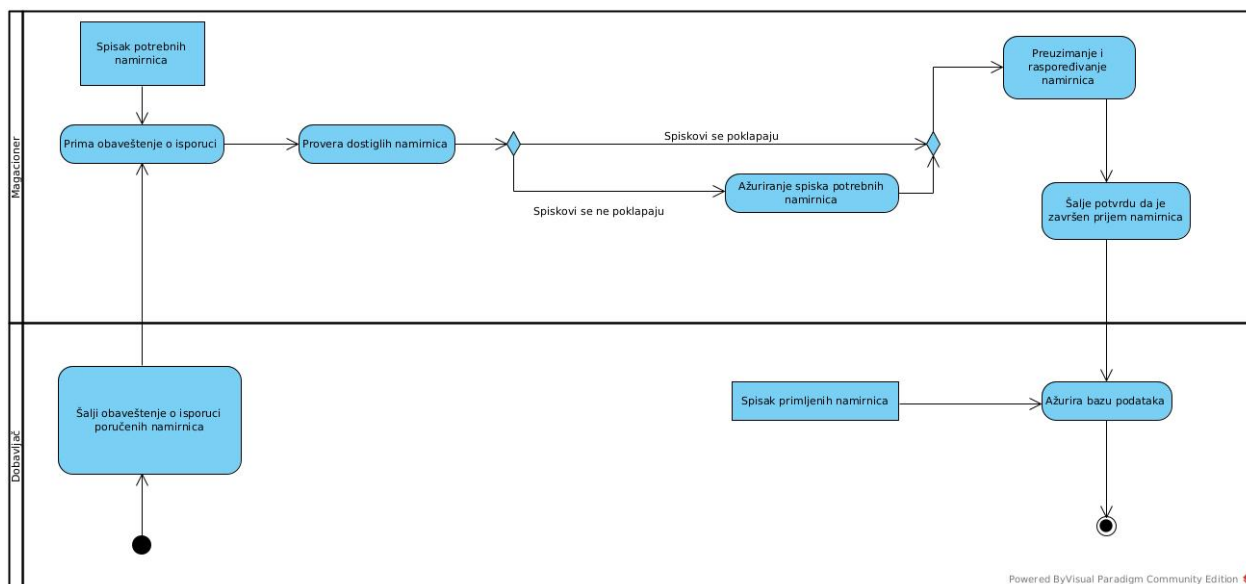 Magacioner
Spisak potrebnih
namirnica
Prima obaveštenje o isporuci
Provera dostiglih namirnica
Spiskovi se poklapaju
Spiskovi se ne poklapaju
Ažuriranje spiska potrebnih
namirnica
Preuzimanje i
raspoređivanje
namirnica
Šalje potvrdu da je
završen prijem namirnica
Dobavljač
Šalji obaveštenje o isporuci
poručenih namirnica
Spisak primljenih namirnica
Ažurira bazu podataka
Powered ByVisual Paradigm Community Edition